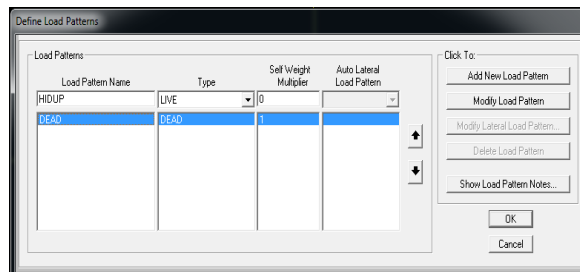 Define Load Patterns
Load Patterns
Load Pattern Name Type Self Weight Multiplier Auto Lateral Load Pattern
HIDUP LIVE 0
DEAD DEAD 1
Click To:
Add New Load Pattern
Modify Load Pattern
Modify Lateral Load Pattern...
Delete Load Pattern
Show Load Pattern Notes...
OK
Cancel